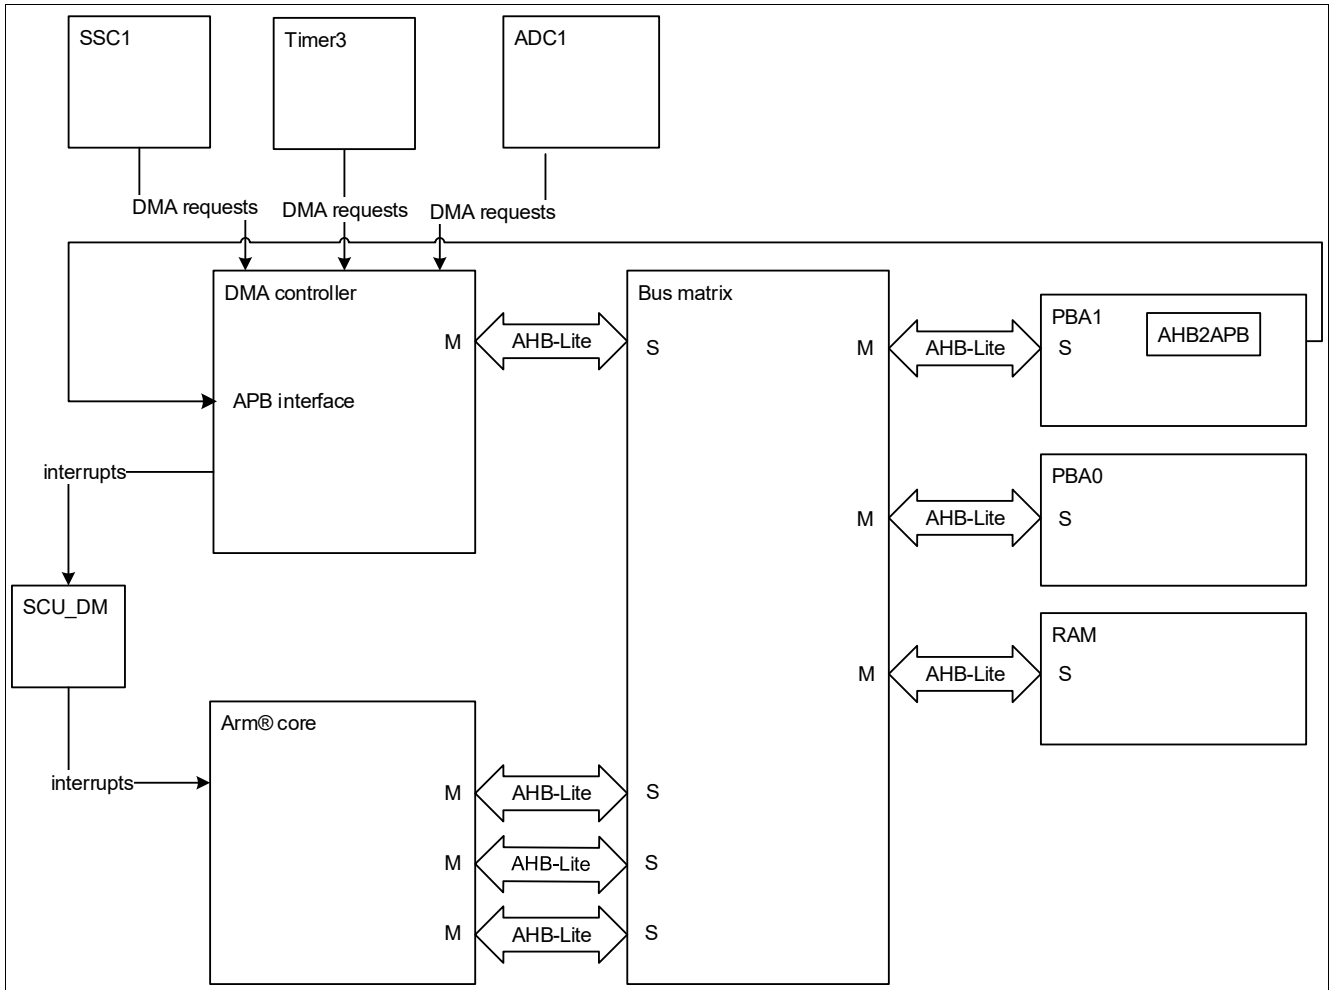 SSC1
Timer3
ADC1
DMA requests
DMA requests
DMA requests
DMA controller
Bus matrix
PBA1
AHB2APB
M
AHB-Lite
S
M
AHB-Lite
S
APB interface
interrupts
PBA0
M
AHB-Lite
S
SCU_DM
RAM
M
AHB-Lite
S
Arm® core
interrupts
M
AHB-Lite
S
M
AHB-Lite
S
M
AHB-Lite
S